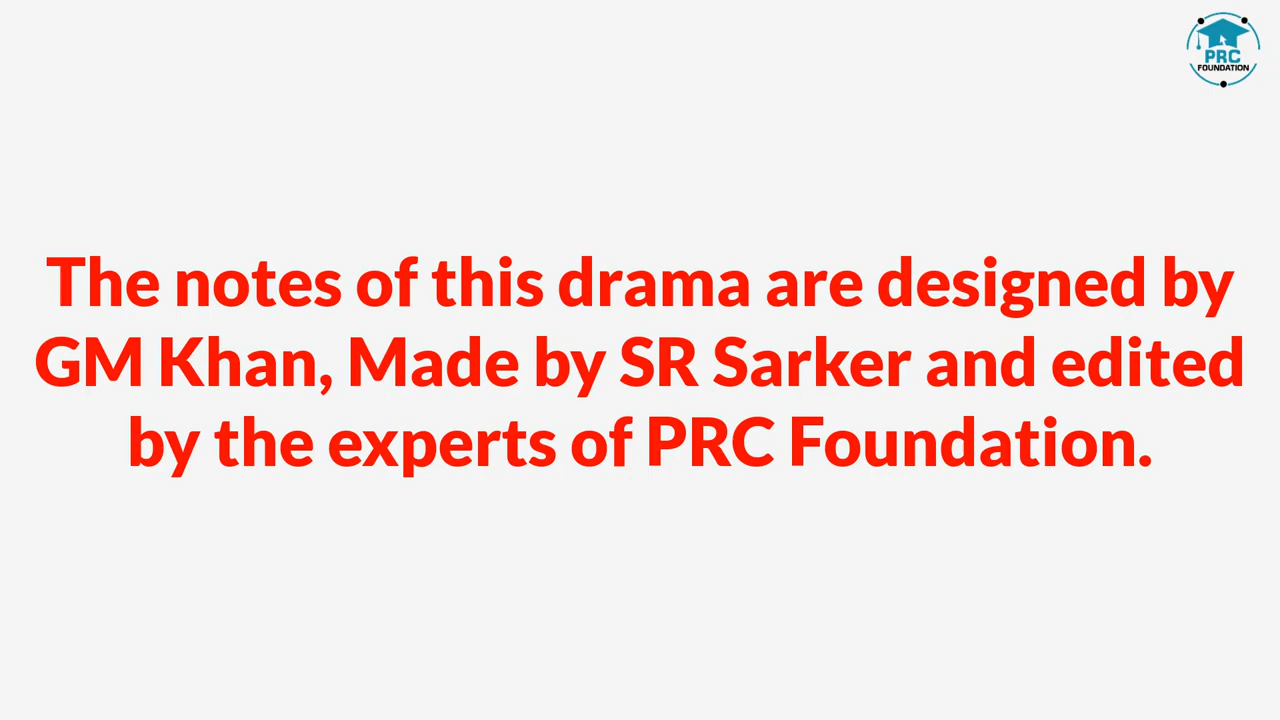 PRC
FOUNDATION
The notes of this drama are designed by
GM Khan, Made by SR Sarker and edited
by the experts of PRC Foundation.